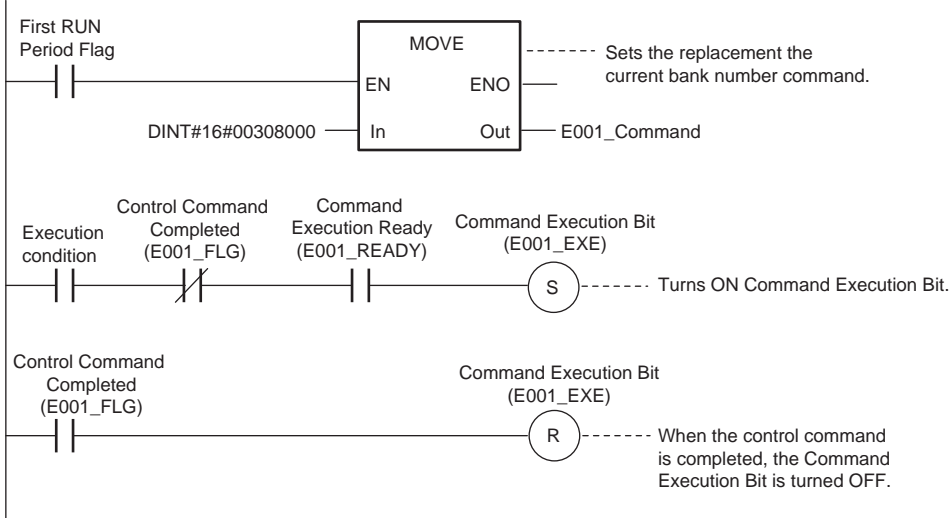 First RUN
Period Flag
MOVE
Sets the replacement the
current bank number command.
EN
ENO
DINT#16#00308000
In
Out
E001_Command
Execution
condition
Control Command
Completed
(E001_FLG)
Command
Execution Ready
(E001_READY)
Command Execution Bit
(E001_EXE)
S
Turns ON Command Execution Bit.
Control Command
Completed
(E001_FLG)
Command Execution Bit
(E001_EXE)
R
When the control command
is completed, the Command
Execution Bit is turned OFF.